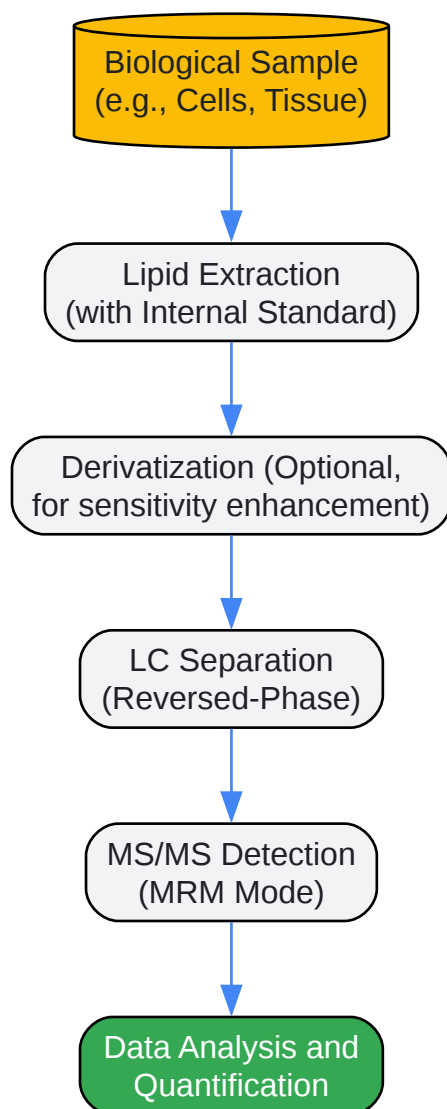 Biological Sample
(e.g., Cells, Tissue)
Lipid Extraction
(with Internal Standard)
Derivatization (Optional,
for sensitivity enhancement)
LC Separation
(Reversed-Phase)
MS/MS Detection
(MRM Mode)
Data Analysis and
Quantification